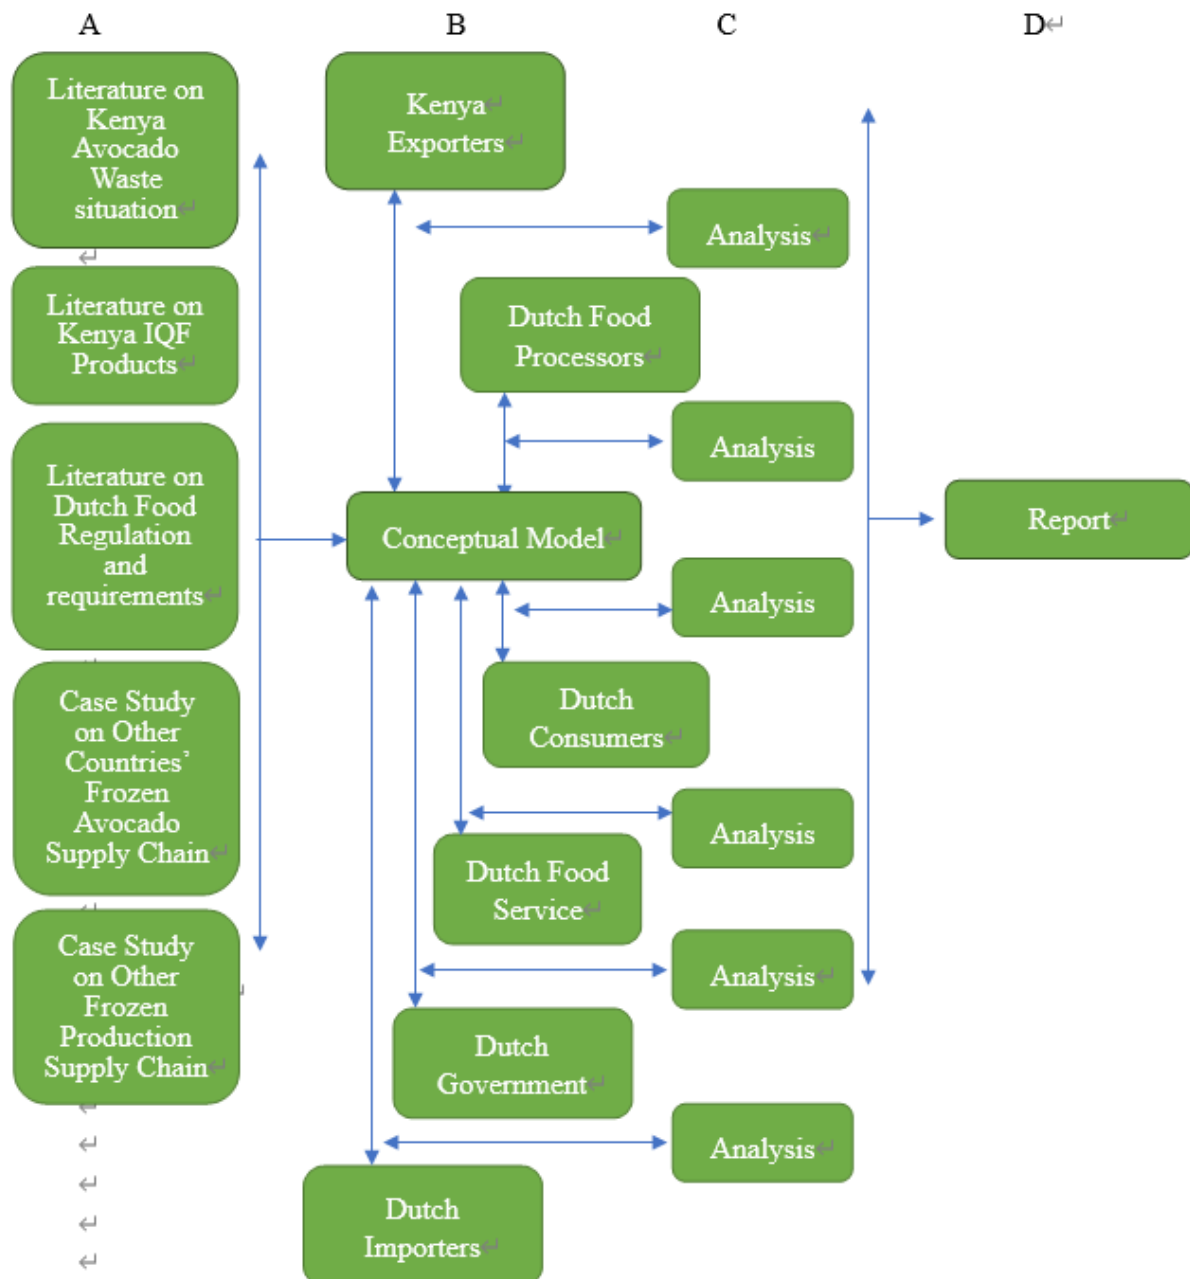 A
B
C
D
Literature on
Kenya
Avocado
Waste
situation
Literature on
Kenya IQF
Products
Literature on
Dutch Food
Regulation
and
requirements
Case Study
on Other
Countries’
Frozen
Avocado
Supply Chain
Case Study
on Other
Frozen
Production
Supply Chain
Kenya
Exporters
Dutch Food
Processors
Conceptual Model
Dutch
Consumers
Dutch Food
Service
Dutch
Government
Dutch
Importers
Analysis
Analysis
Analysis
Analysis
Analysis
Analysis
Report